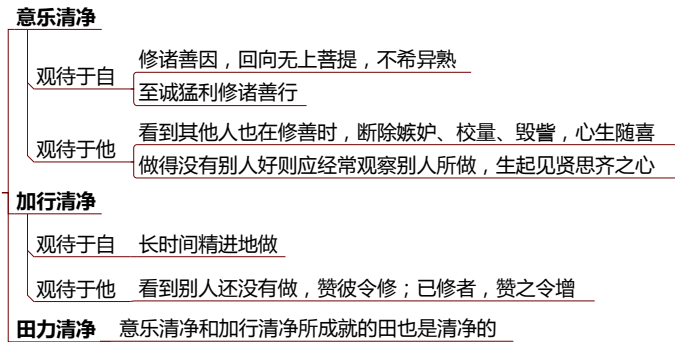 意乐清净
修诸善因，回向无上菩提，不希异熟
观待于自
至诚猛利修诸善行
看到其他人也在修善时，断除嫉妒、校量、毁訾，心生随喜
观待于他
做得没有别人好则应经常观察别人所做，生起见贤思齐之心
加行清净
观待于自 长时间精进地做
观待于他 看到别人还没有做，赞彼令修；已修者，赞之令增
田力清净 意乐清净和加行清净所成就的田也是清净的